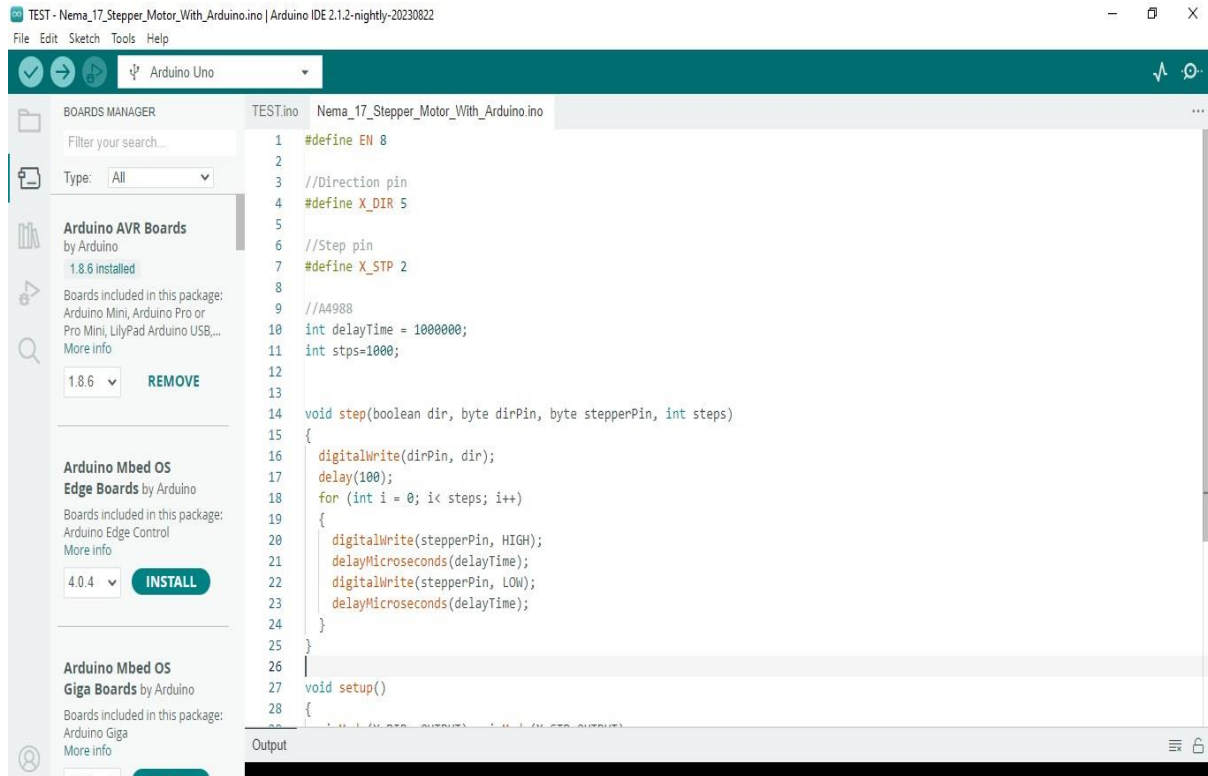 TEST - Nema_17_Stepper_Motor_With_Arduino.ino | Arduino IDE 2.1.2-nightly-20230822
File Edit Sketch Tools Help
Arduino Uno
BOARDS MANAGER
Filter your search...
Type: All
Arduino AVR Boards
by Arduino
1.8.6 installed
Boards included in this package:
Arduino Mini, Arduino Pro or
Pro Mini, LilyPad Arduino USB,...
More info
1.8.6 REMOVE
Arduino Mbed OS
Edge Boards by Arduino
Boards included in this package:
Arduino Edge Control
More info
4.0.4 INSTALL
Arduino Mbed OS
Giga Boards by Arduino
Boards included in this package:
Arduino Giga
More info
TEST.ino Nema_17_Stepper_Motor_With_Arduino.ino
1 #define EN 8
2
3 //Direction pin
4 #define X_DIR 5
5
6 //Step pin
7 #define X_STP 2
8
9 //A4988
10 int delayTime = 1000000;
11 int stps=1000;
12
13
14 void step(boolean dir, byte dirPin, byte stepperPin, int steps)
15 {
16 digitalWrite(dirPin, dir);
17 delay(100);
18 for (int i = 0; i< steps; i++)
19 {
20 digitalWrite(stepperPin, HIGH);
21 delayMicroseconds(delayTime);
22 digitalWrite(stepperPin, LOW);
23 delayMicroseconds(delayTime);
24 }
25 }
26
27 void setup()
28 {
Output